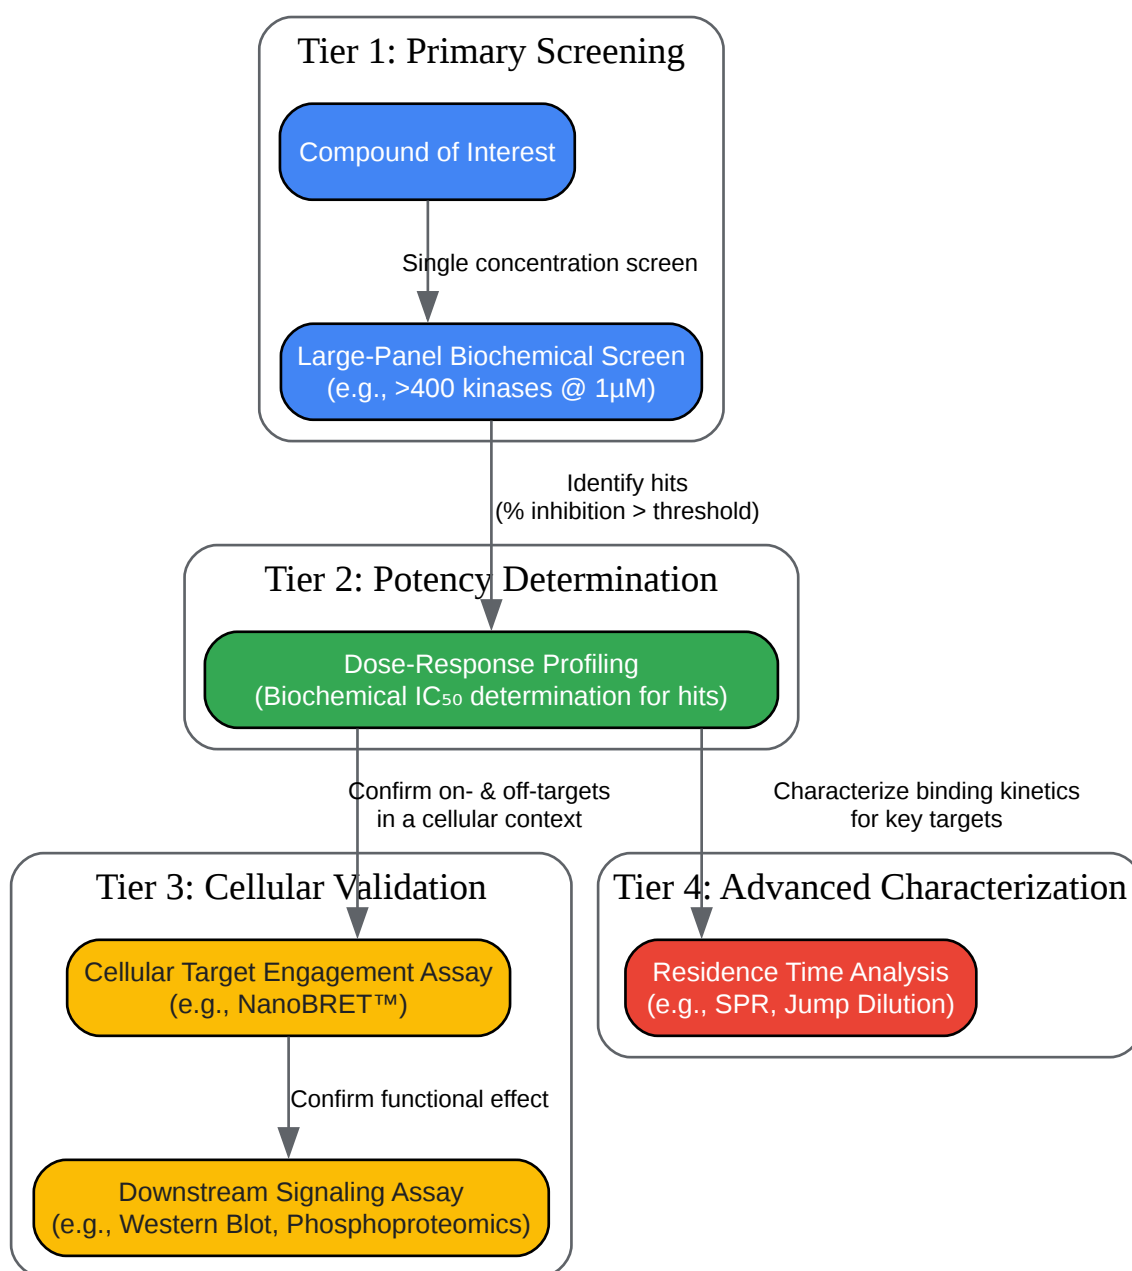 Tier 1: Primary Screening
Compound of Interest
Single concentration screen
Large-Panel Biochemical Screen
(e.g., >400 kinases @ 1µM)
Identify hits
(% inhibition > threshold)
Tier 2: Potency Determination
Dose-Response Profiling
(Biochemical IC₅₀ determination for hits)
Confirm on- & off-targets
in a cellular context
Characterize binding kinetics
for key targets
Tier 3: Cellular Validation
Cellular Target Engagement Assay
(e.g., NanoBRET™)
Confirm functional effect
Downstream Signaling Assay
(e.g., Western Blot, Phosphoproteomics)
Tier 4: Advanced Characterization
Residence Time Analysis
(e.g., SPR, Jump Dilution)